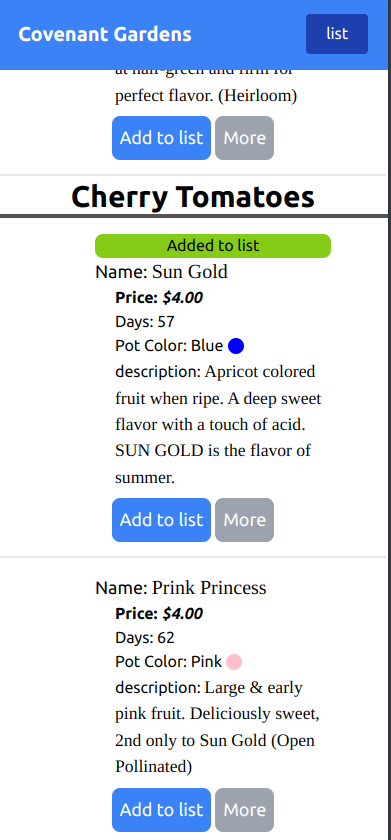 Covenant Gardens
list
at half-green and firm for
perfect flavor. (Heirloom)
Add to list
More
Cherry Tomatoes
Added to list
Name: Sun Gold
Price: $4.00
Days: 57
Pot Color: Blue
description: Apricot colored
fruit when ripe. A deep sweet
flavor with a touch of acid.
SUN GOLD is the flavor of
summer.
Add to list
More
Name: Prink Princess
Price: $4.00
Days: 62
Pot Color: Pink
description: Large & early
pink fruit. Deliciously sweet,
2nd only to Sun Gold (Open
Pollinated)
Add to list
More